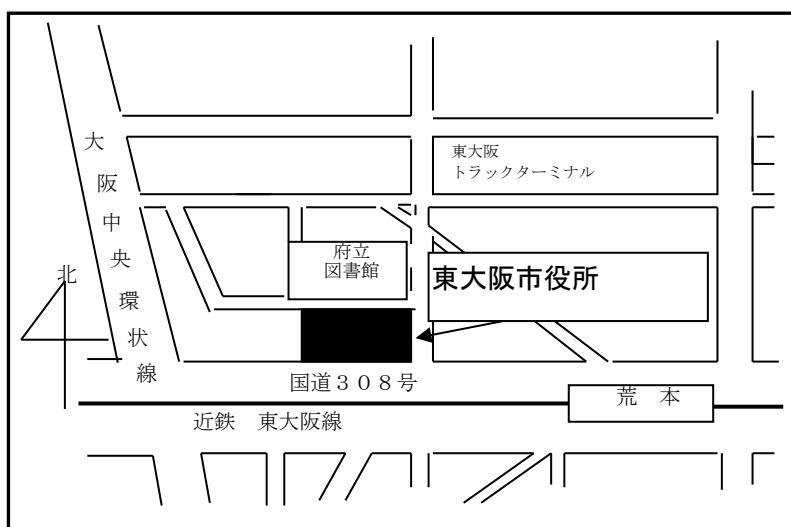 大阪中央環状線
東大阪
トラックターミナル
府立
図書館
北
東大阪市役所
国道３０８号
荒　本
近鉄　東大阪線